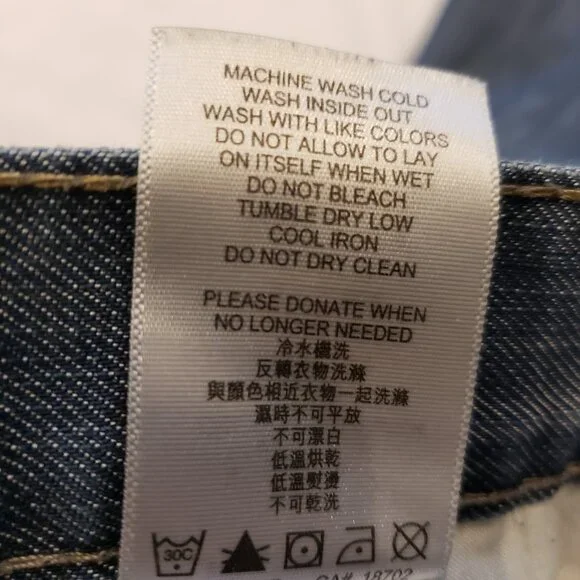 MACHINE WASH COLD
WASH INSIDE OUT
WASH WITH LIKE COLORS
DO NOT ALLOW TO LAY
ON ITSELF WHEN WET
DO NOT BLEACH
TUMBLE DRY LOW
COOL IRON
DO NOT DRY CLEAN
PLEASE DONATE WHEN
NO LONGER NEEDED
冷水機洗
反轉衣物洗滌
與顏色相近衣物一起洗滌
濕時不可平放
不可漂白
低溫烘乾
低溫熨燙
不可乾洗
30C
CA# 18702